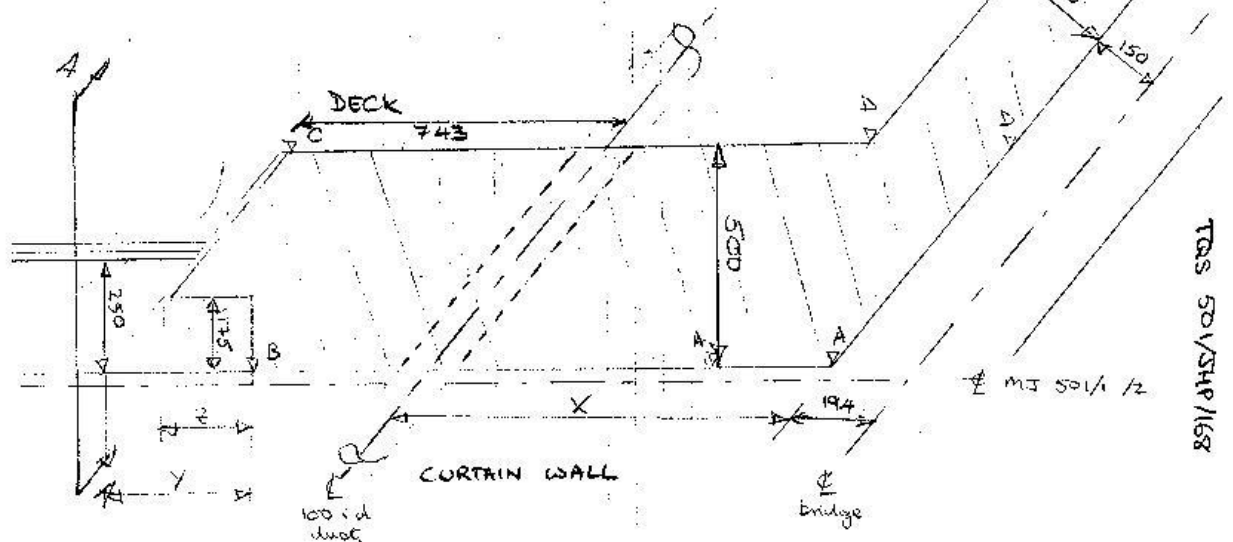 A
DECK
743
C
150
A
A
500
250
175
B
A
A
TQS 501/SHP/168
℄ MJ 501/1 /2
Z
X
194
Y
CURTAIN WALL
℄
100 i.d
duct
℄
bridge